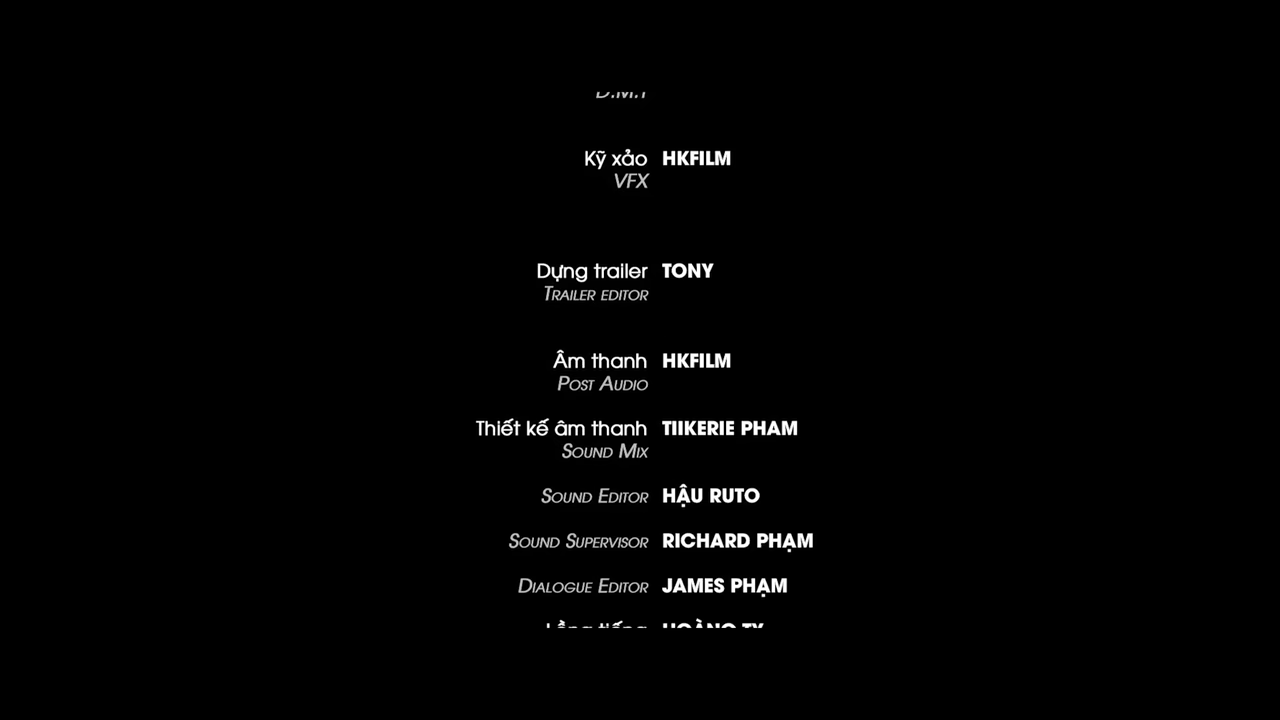 Kỹ xảo HKFILM
VFX
Dựng trailer TONY
TRAILER EDITOR
Âm thanh HKFILM
POST AUDIO
Thiết kế âm thanh TIIKERIE PHAM
SOUND MIX
SOUND EDITOR HẬU RUTO
SOUND SUPERVISOR RICHARD PHẠM
DIALOGUE EDITOR JAMES PHẠM